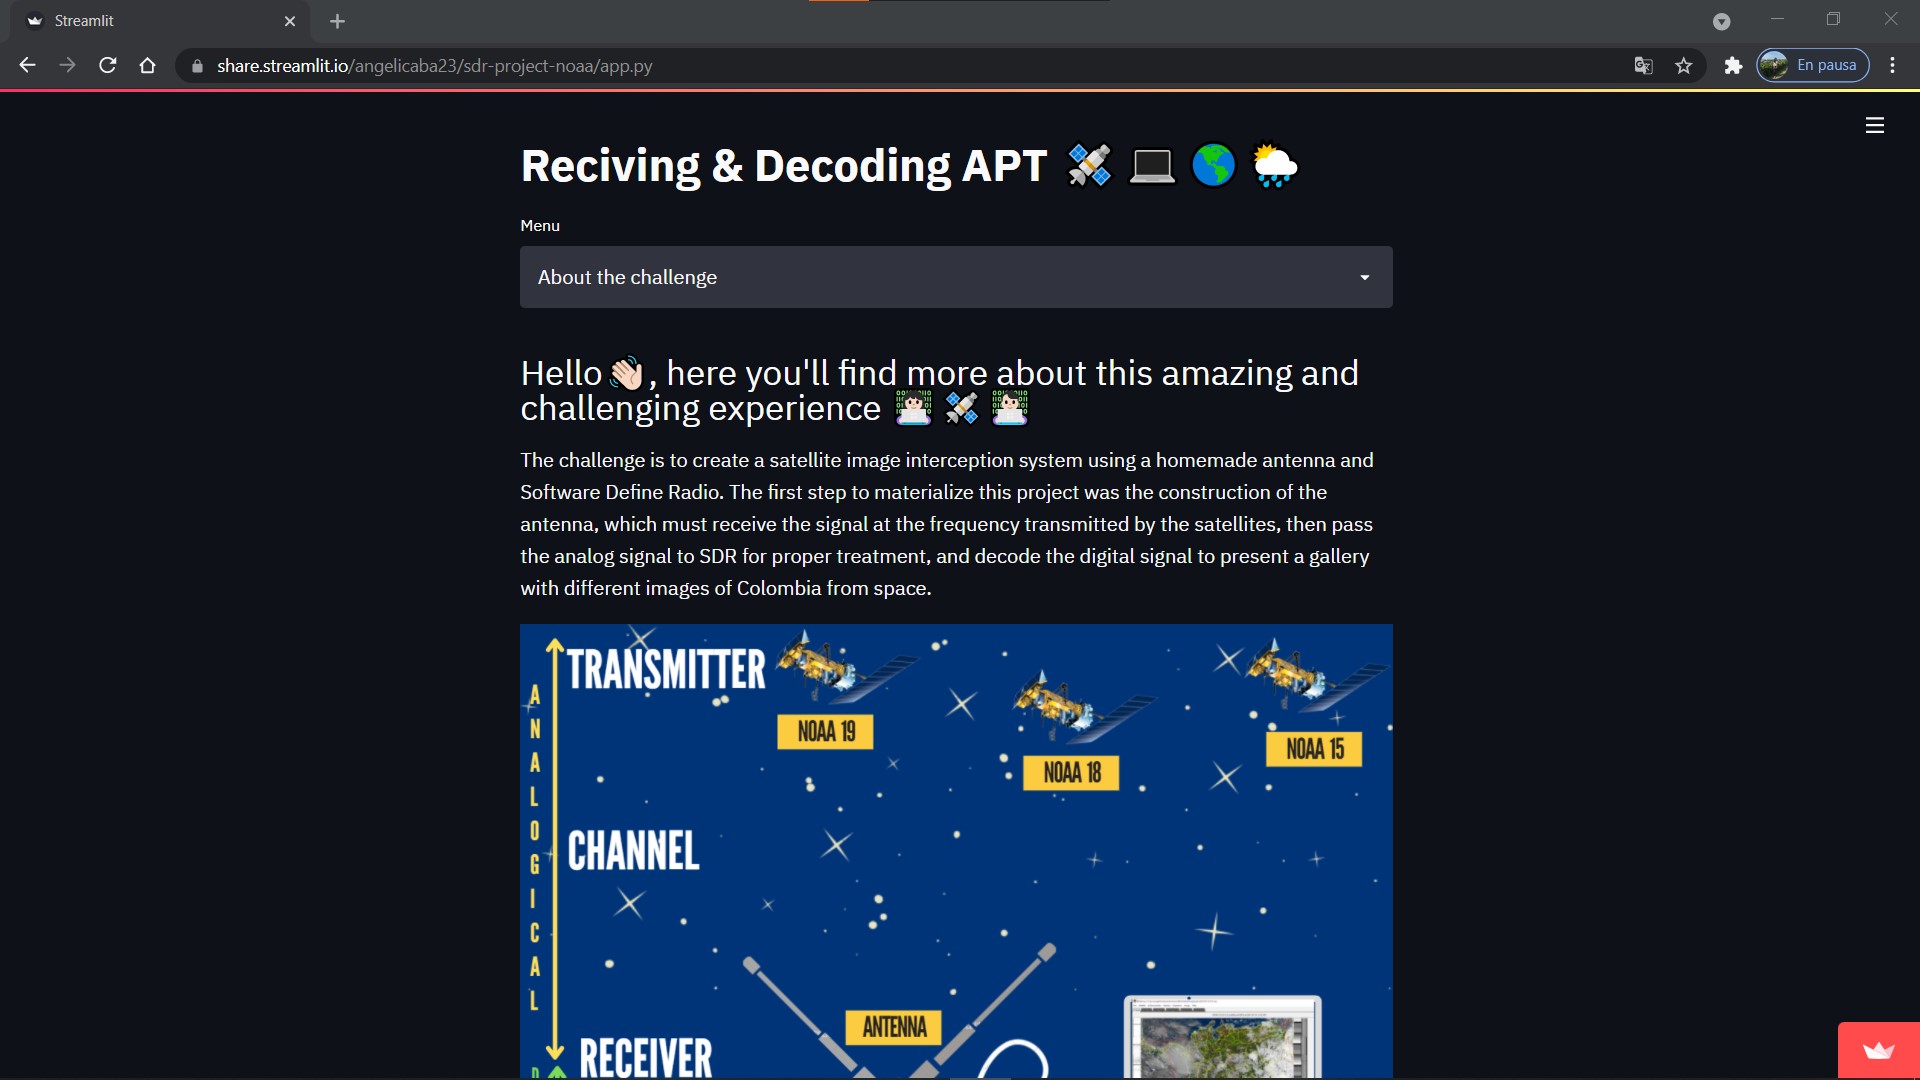 Streamlit
share.streamlit.io/angelicaba23/sdr-project-noaa/app.py
En pausa
Reciving & Decoding APT
Menu
About the challenge
Hello 👋🏻, here you'll find more about this amazing and
challenging experience
The challenge is to create a satellite image interception system using a homemade antenna and
Software Define Radio. The first step to materialize this project was the construction of the
antenna, which must receive the signal at the frequency transmitted by the satellites, then pass
the analog signal to SDR for proper treatment, and decode the digital signal to present a gallery
with different images of Colombia from space.
ANALOGICAL
TRANSMITTER
NOAA 19
NOAA 18
NOAA 15
CHANNEL
ANTENNA
RECEIVER